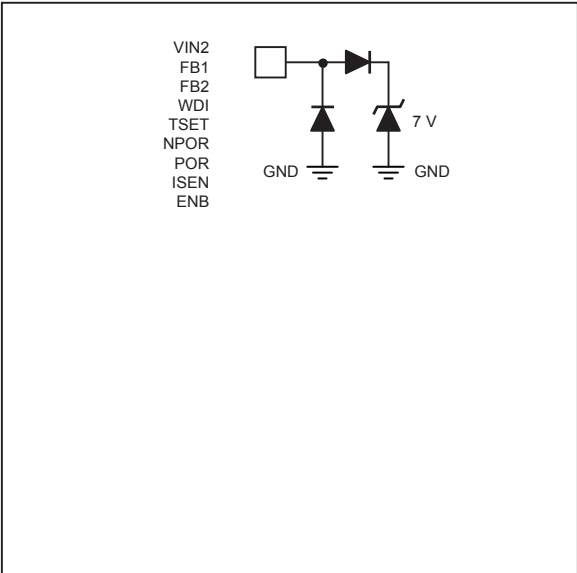 VIN2
FB1
FB2
WDI
TSET
NPOR
POR
ISEN
ENB
7 V
GND
GND